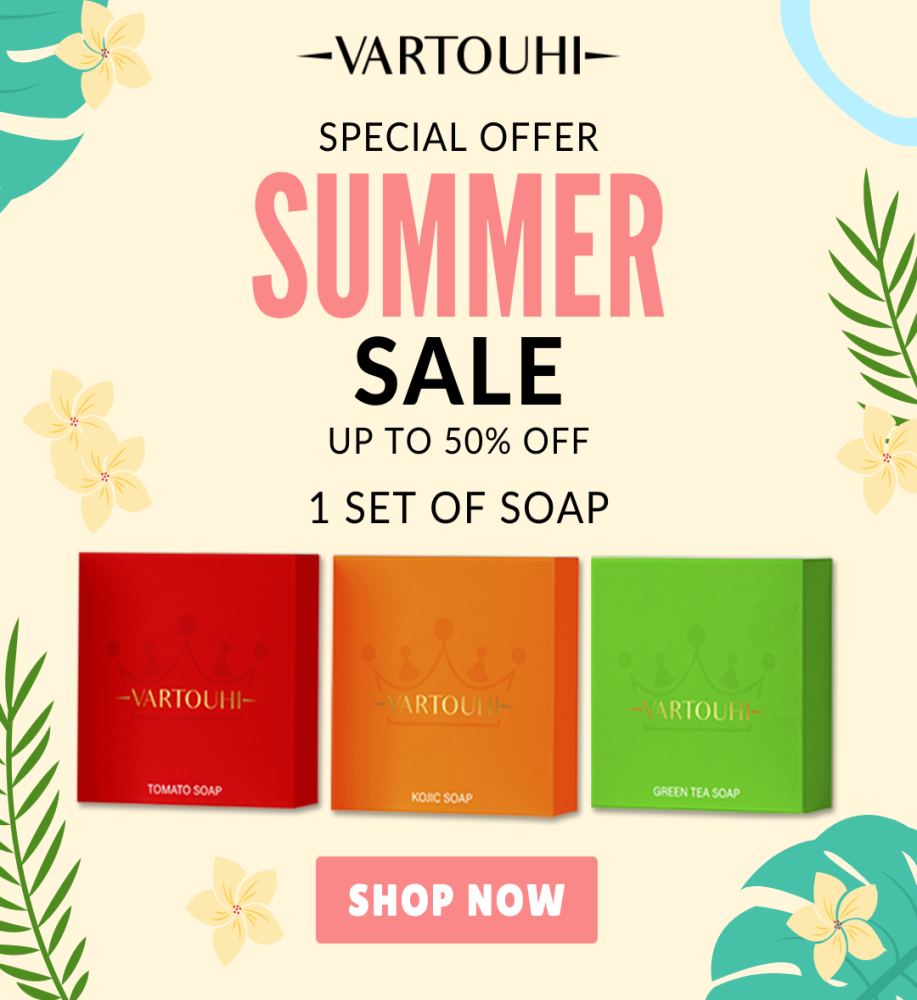 VARTOUHI
SPECIAL OFFER
SUMMER
SALE
UP TO 50% OFF
1 SET OF SOAP
VARTOUHI
TOMATO SOAP
VARTOUHI
KOJIC SOAP
VARTOUHI
GREEN TEA SOAP
SHOP NOW